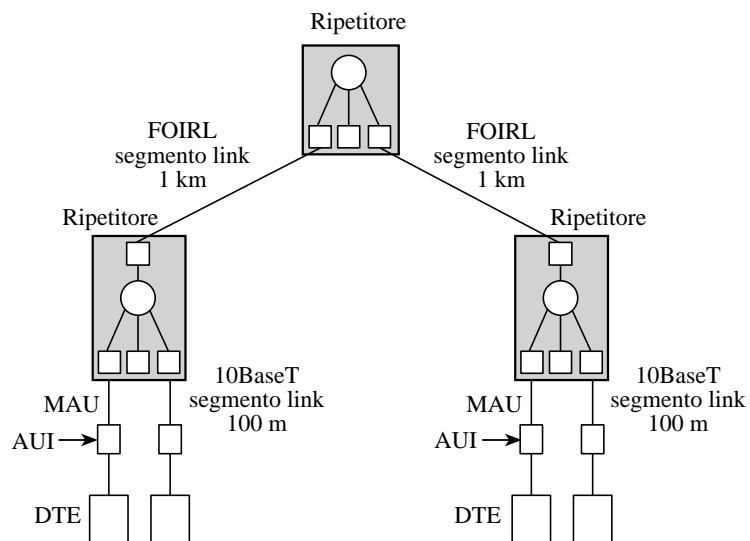 Ripetitore
FOIRL
segmento link
1 km
FOIRL
segmento link
1 km
Ripetitore
Ripetitore
10BaseT
segmento link
100 m
MAU
AUI
DTE
10BaseT
segmento link
100 m
MAU
AUI
DTE